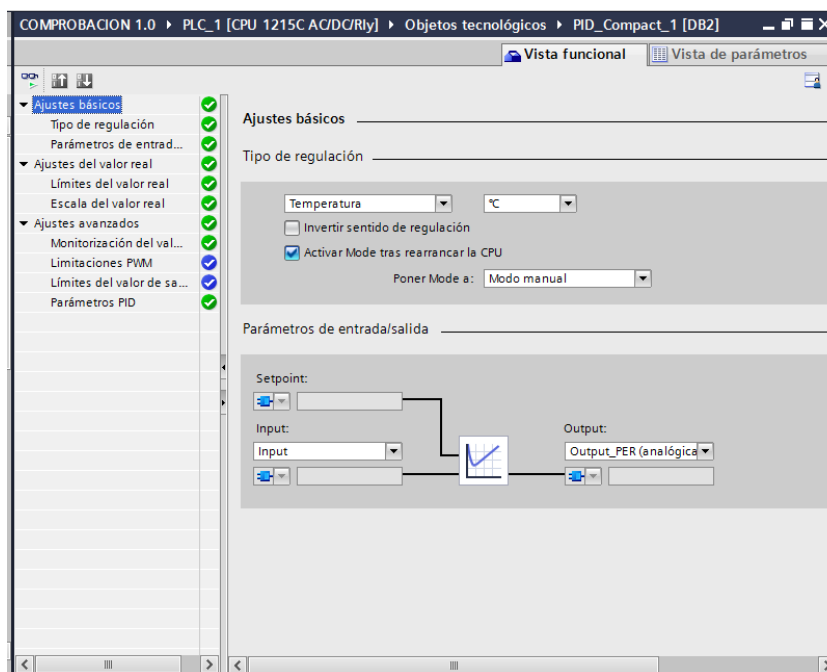 COMPROBACION 1.0 ▸ PLC_1 [CPU 1215C AC/DC/Rly] ▸ Objetos tecnológicos ▸ PID_Compact_1 [DB2]
Vista funcional
Vista de parámetros
Ajustes básicos
Tipo de regulación
Parámetros de entrad...
Ajustes del valor real
Límites del valor real
Escala del valor real
Ajustes avanzados
Monitorización del val...
Limitaciones PWM
Límites del valor de sa...
Parámetros PID
Ajustes básicos
Tipo de regulación
Temperatura
°C
Invertir sentido de regulación
Activar Mode tras rearrancar la CPU
Poner Mode a: Modo manual
Parámetros de entrada/salida
Setpoint:
Input:
Input
Output:
Output_PER (analógica